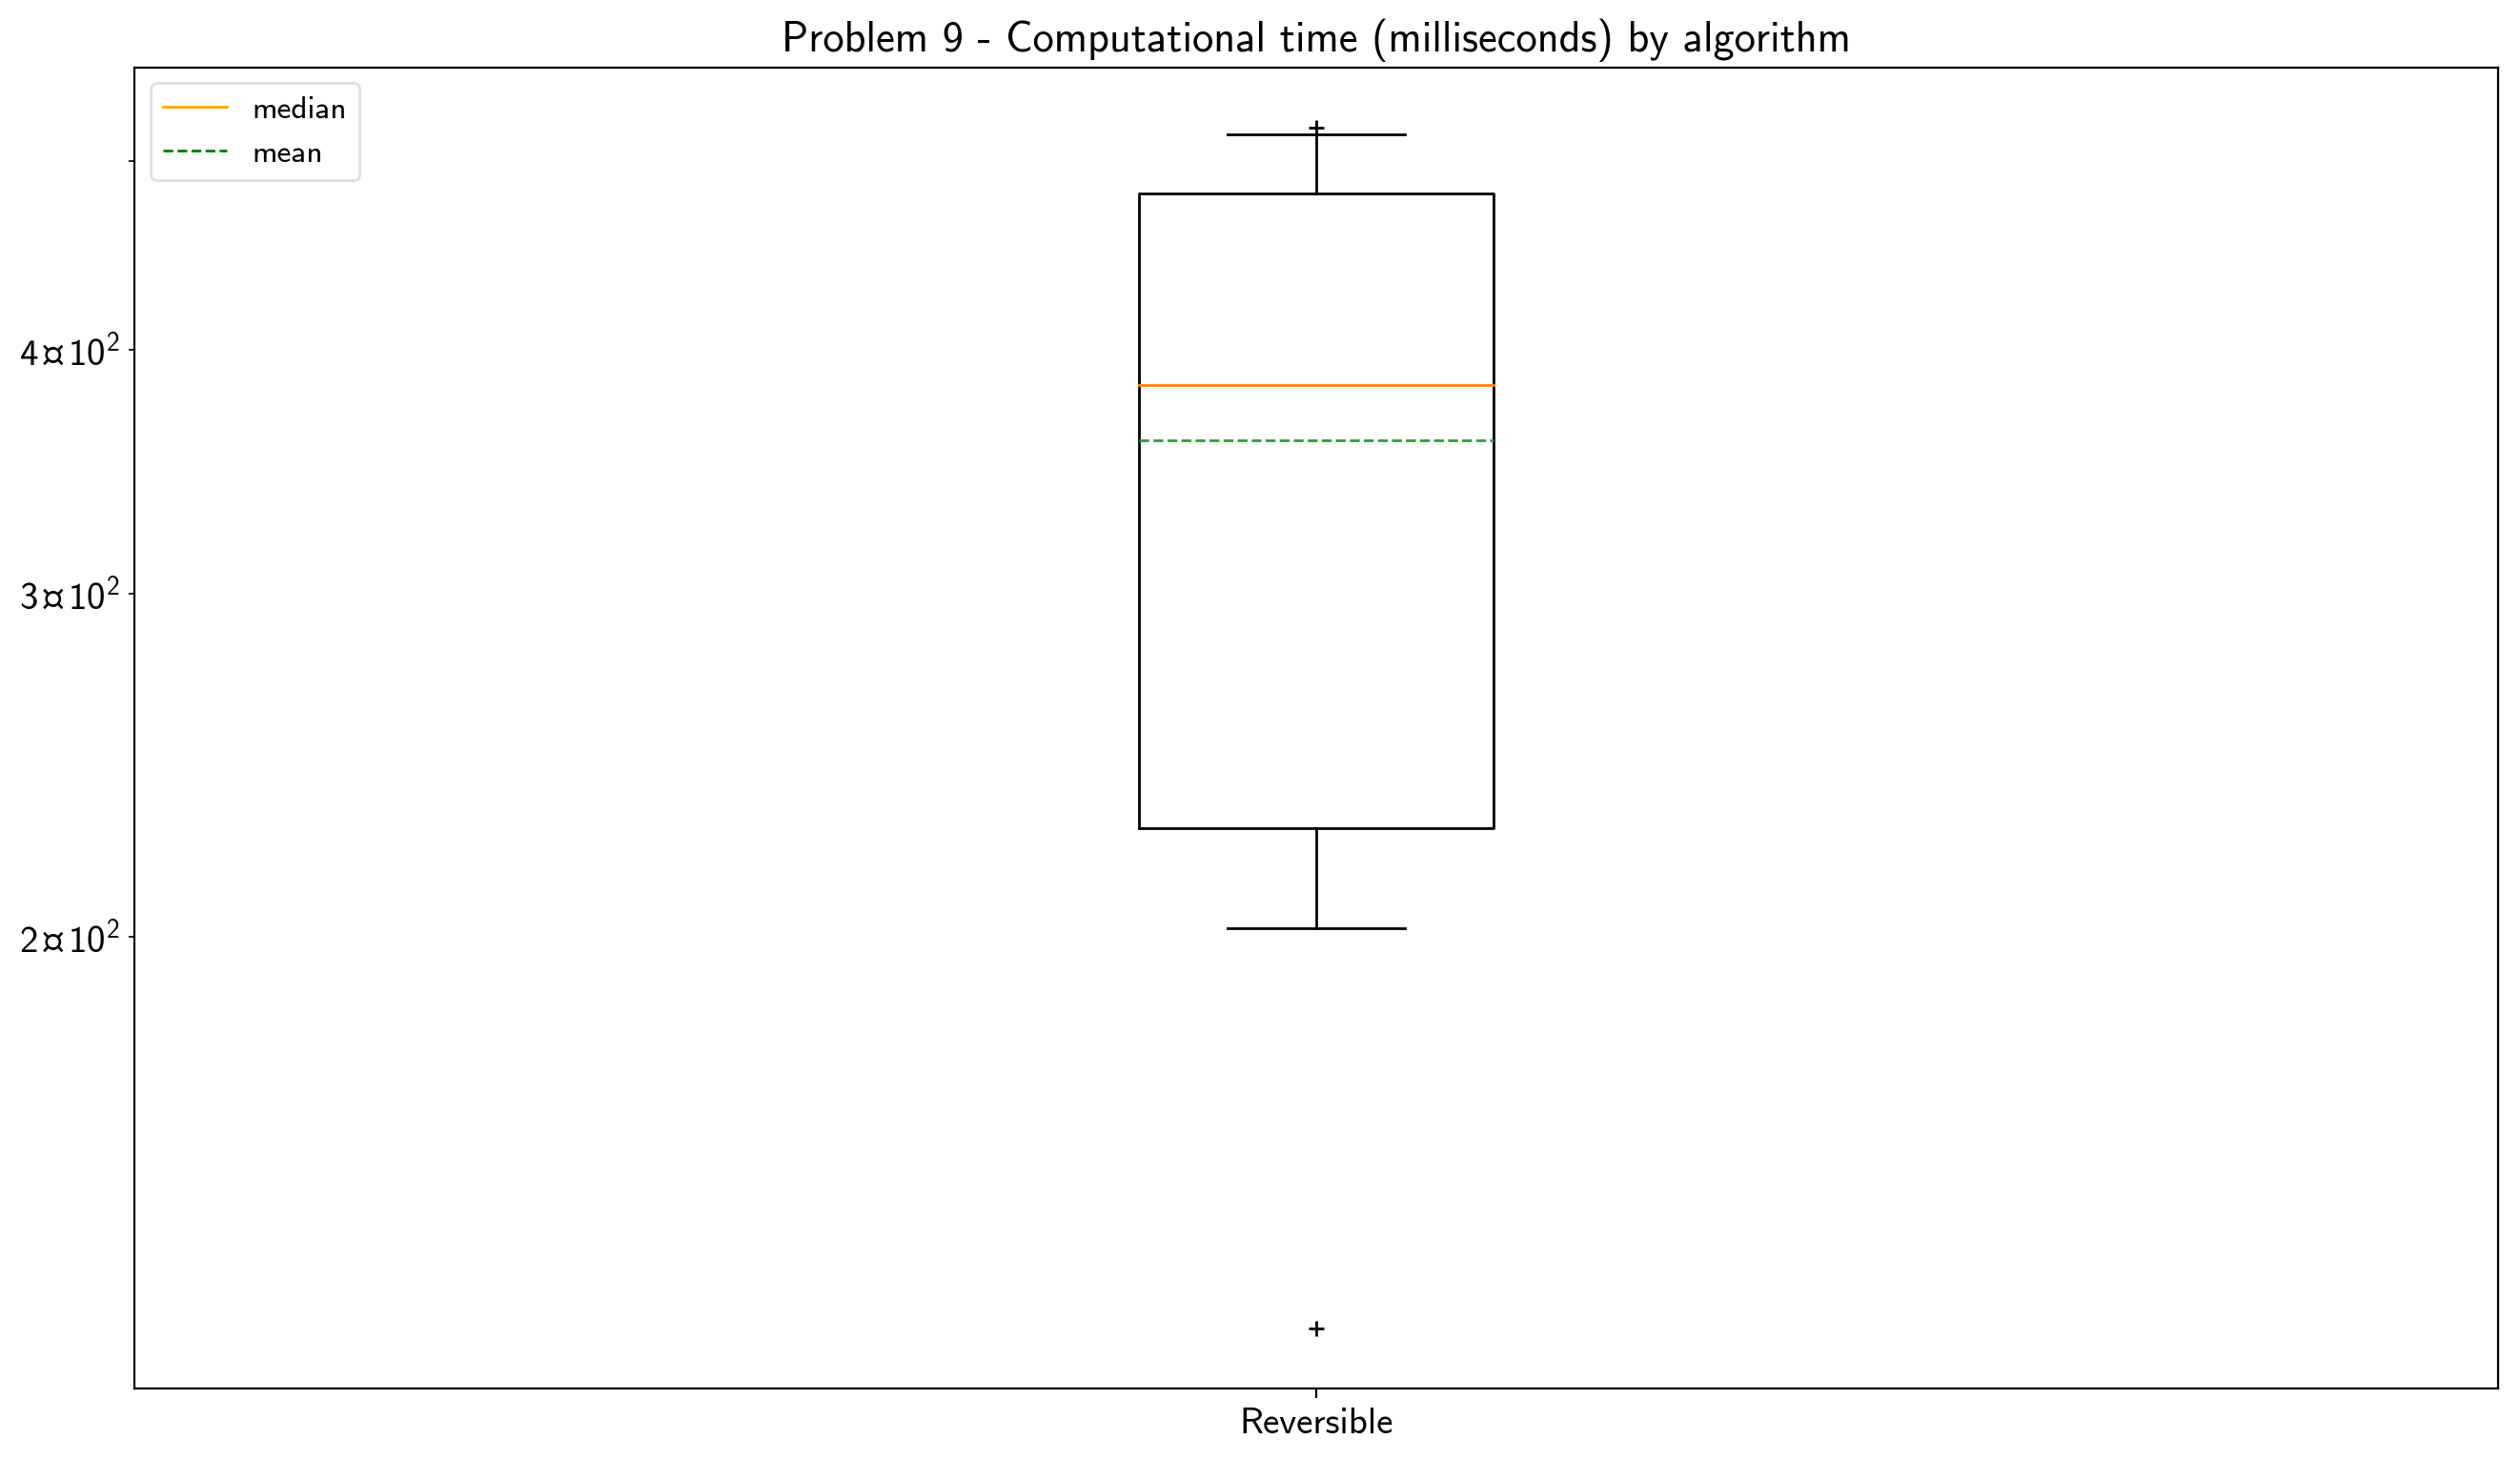 Problem 9 - Computational time (milliseconds) by algorithm
median
mean
4¤10²
3¤10²
2¤10²
Reversible